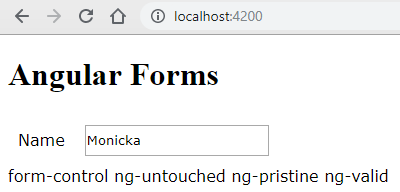 localhost:4200
Angular Forms
Name Monicka
form-control ng-untouched ng-pristine ng-valid